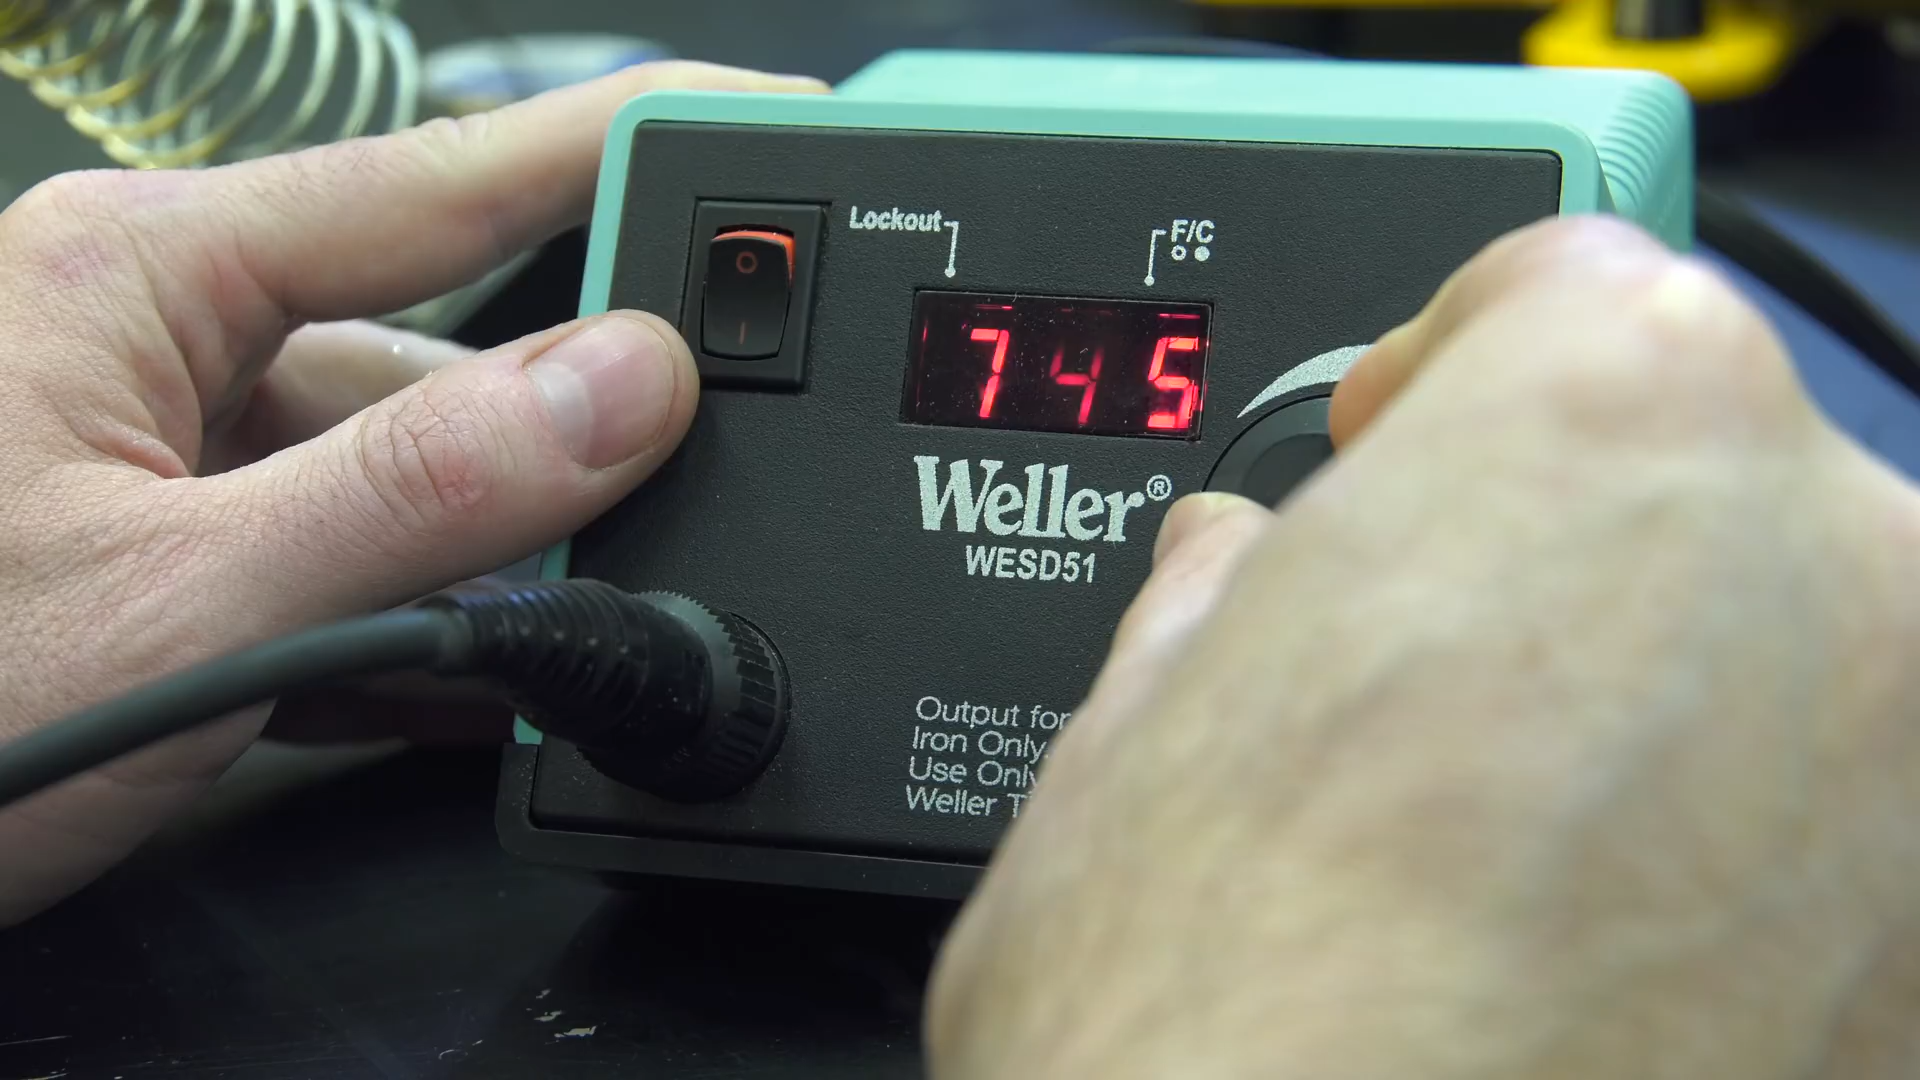 Lockout
F/C
745
Weller®
WESD51
Output for
Iron Only.
Use Only
Weller